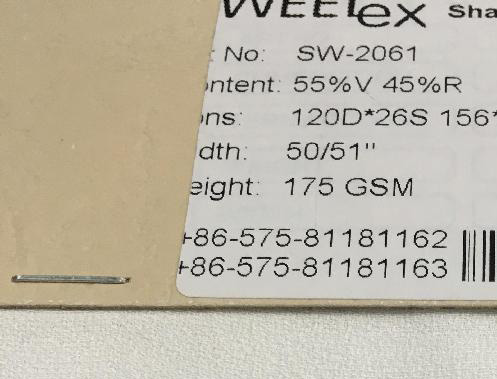 Sha
No: SW-2061
ntent: 55%V 45%R
ns: 120D*26S 156*
dth: 50/51"
eight: 175 GSM
+86-575-81181162
+86-575-81181163